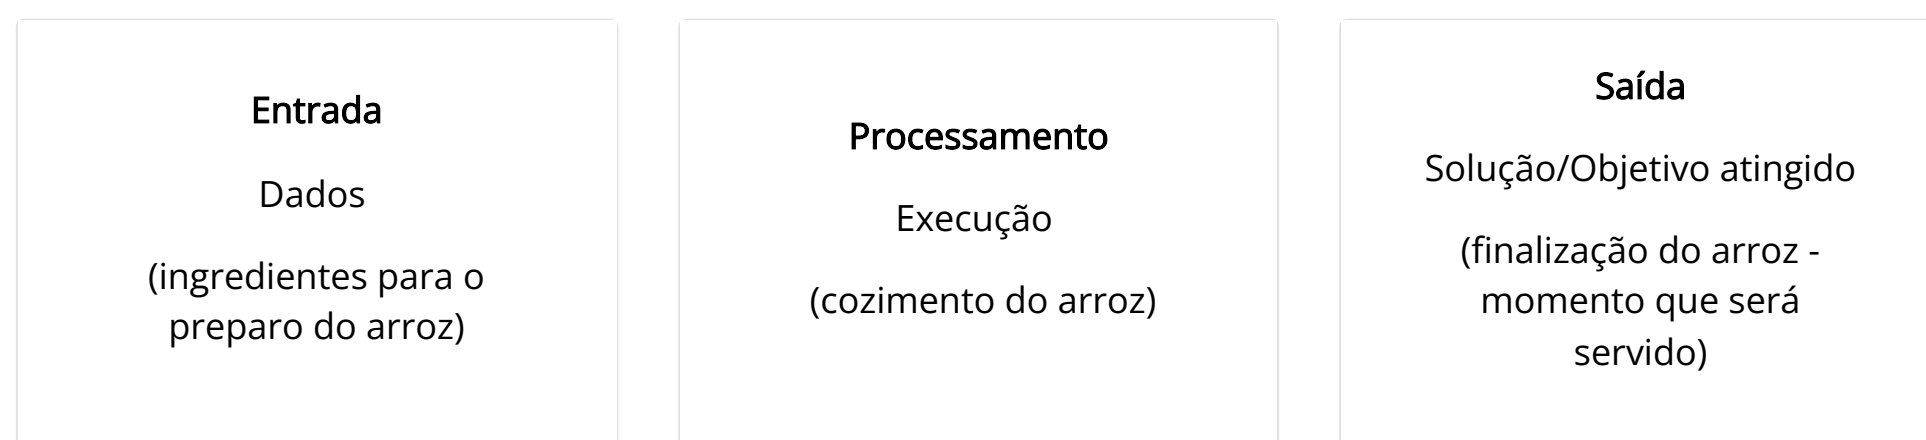 Entrada
Dados
(ingredientes para o
preparo do arroz)
Processamento
Execução
(cozimento do arroz)
Saída
Solução/Objetivo atingido
(finalização do arroz -
momento que será
servido)